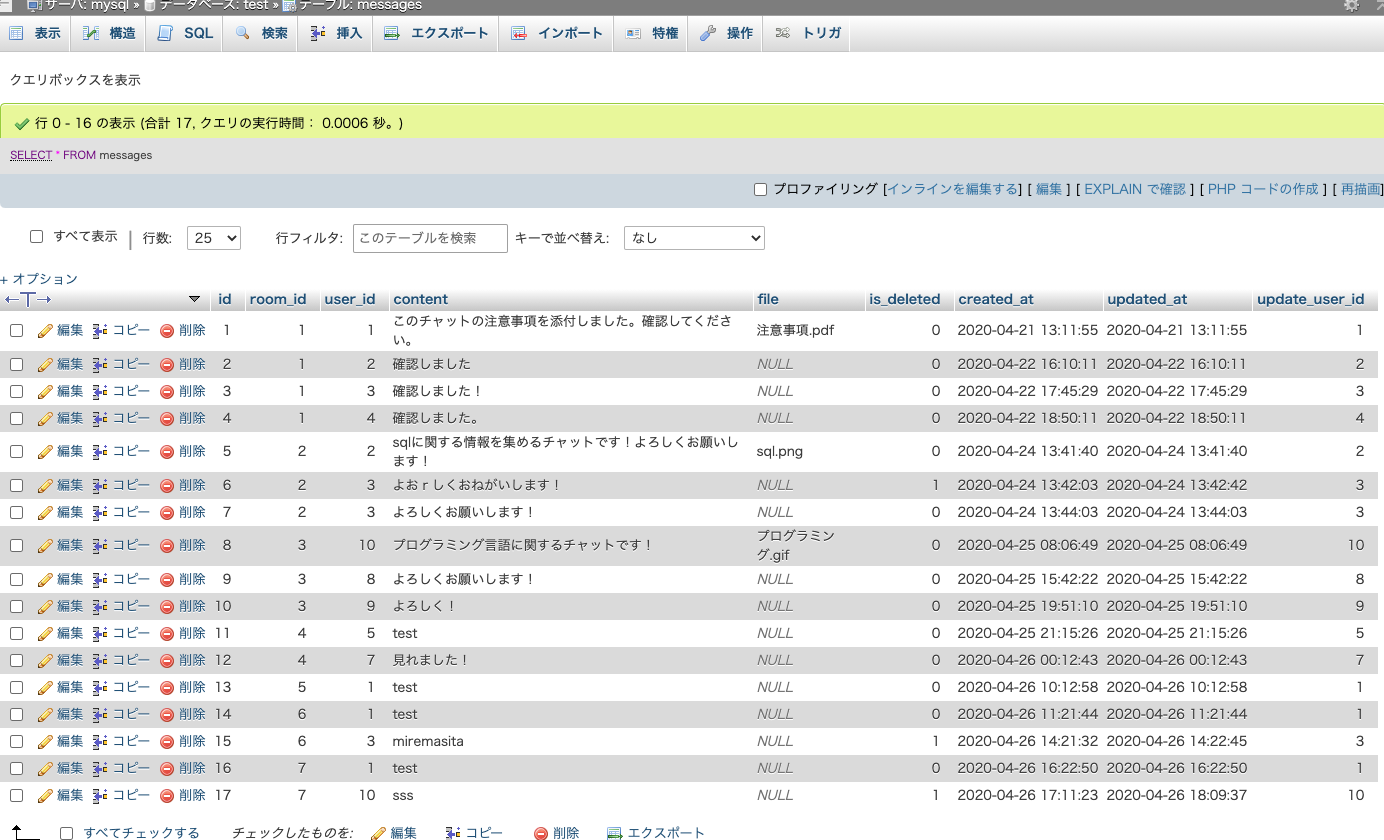 サーバ: mysql » データベース: test » テーブル: messages
表示 構造 SQL 検索 挿入 エクスポート インポート 特権 操作 トリガ
クエリボックスを表示
行 0 - 16 の表示 (合計 17, クエリの実行時間： 0.0006 秒。)
SELECT * FROM messages
プロファイリング [インラインを編集する] [ 編集 ] [ EXPLAIN で確認 ] [ PHP コードの作成 ] [ 再描画]
すべて表示 | 行数: 25 行フィルタ: このテーブルを検索 キーで並べ替え: なし
+ オプション
←T→ id room_id user_id content file is_deleted created_at updated_at update_user_id
編集 コピー 削除 1 1 1 このチャットの注意事項を添付しました。確認してくださ
い。 注意事項.pdf 0 2020-04-21 13:11:55 2020-04-21 13:11:55 1
編集 コピー 削除 2 1 2 確認しました NULL 0 2020-04-22 16:10:11 2020-04-22 16:10:11 2
編集 コピー 削除 3 1 3 確認しました！ NULL 0 2020-04-22 17:45:29 2020-04-22 17:45:29 3
編集 コピー 削除 4 1 4 確認しました。 NULL 0 2020-04-22 18:50:11 2020-04-22 18:50:11 4
編集 コピー 削除 5 2 2 sqlに関する情報を集めるチャットです！よろしくお願いし
ます！ sql.png 0 2020-04-24 13:41:40 2020-04-24 13:41:40 2
編集 コピー 削除 6 2 3 よおｒしくおねがいします！ NULL 1 2020-04-24 13:42:03 2020-04-24 13:42:42 3
編集 コピー 削除 7 2 3 よろしくお願いします！ NULL 0 2020-04-24 13:44:03 2020-04-24 13:44:03 3
編集 コピー 削除 8 3 10 プログラミング言語に関するチャットです！ プログラミン
グ.gif 0 2020-04-25 08:06:49 2020-04-25 08:06:49 10
編集 コピー 削除 9 3 8 よろしくお願いします！ NULL 0 2020-04-25 15:42:22 2020-04-25 15:42:22 8
編集 コピー 削除 10 3 9 よろしく！ NULL 0 2020-04-25 19:51:10 2020-04-25 19:51:10 9
編集 コピー 削除 11 4 5 test NULL 0 2020-04-25 21:15:26 2020-04-25 21:15:26 5
編集 コピー 削除 12 4 7 見れました！ NULL 0 2020-04-26 00:12:43 2020-04-26 00:12:43 7
編集 コピー 削除 13 5 1 test NULL 0 2020-04-26 10:12:58 2020-04-26 10:12:58 1
編集 コピー 削除 14 6 1 test NULL 0 2020-04-26 11:21:44 2020-04-26 11:21:44 1
編集 コピー 削除 15 6 3 miremasita NULL 1 2020-04-26 14:21:32 2020-04-26 14:22:45 3
編集 コピー 削除 16 7 1 test NULL 0 2020-04-26 16:22:50 2020-04-26 16:22:50 1
編集 コピー 削除 17 7 10 sss NULL 1 2020-04-26 17:11:23 2020-04-26 18:09:37 10
すべてチェックする チェックしたものを: 編集 コピー 削除 エクスポート